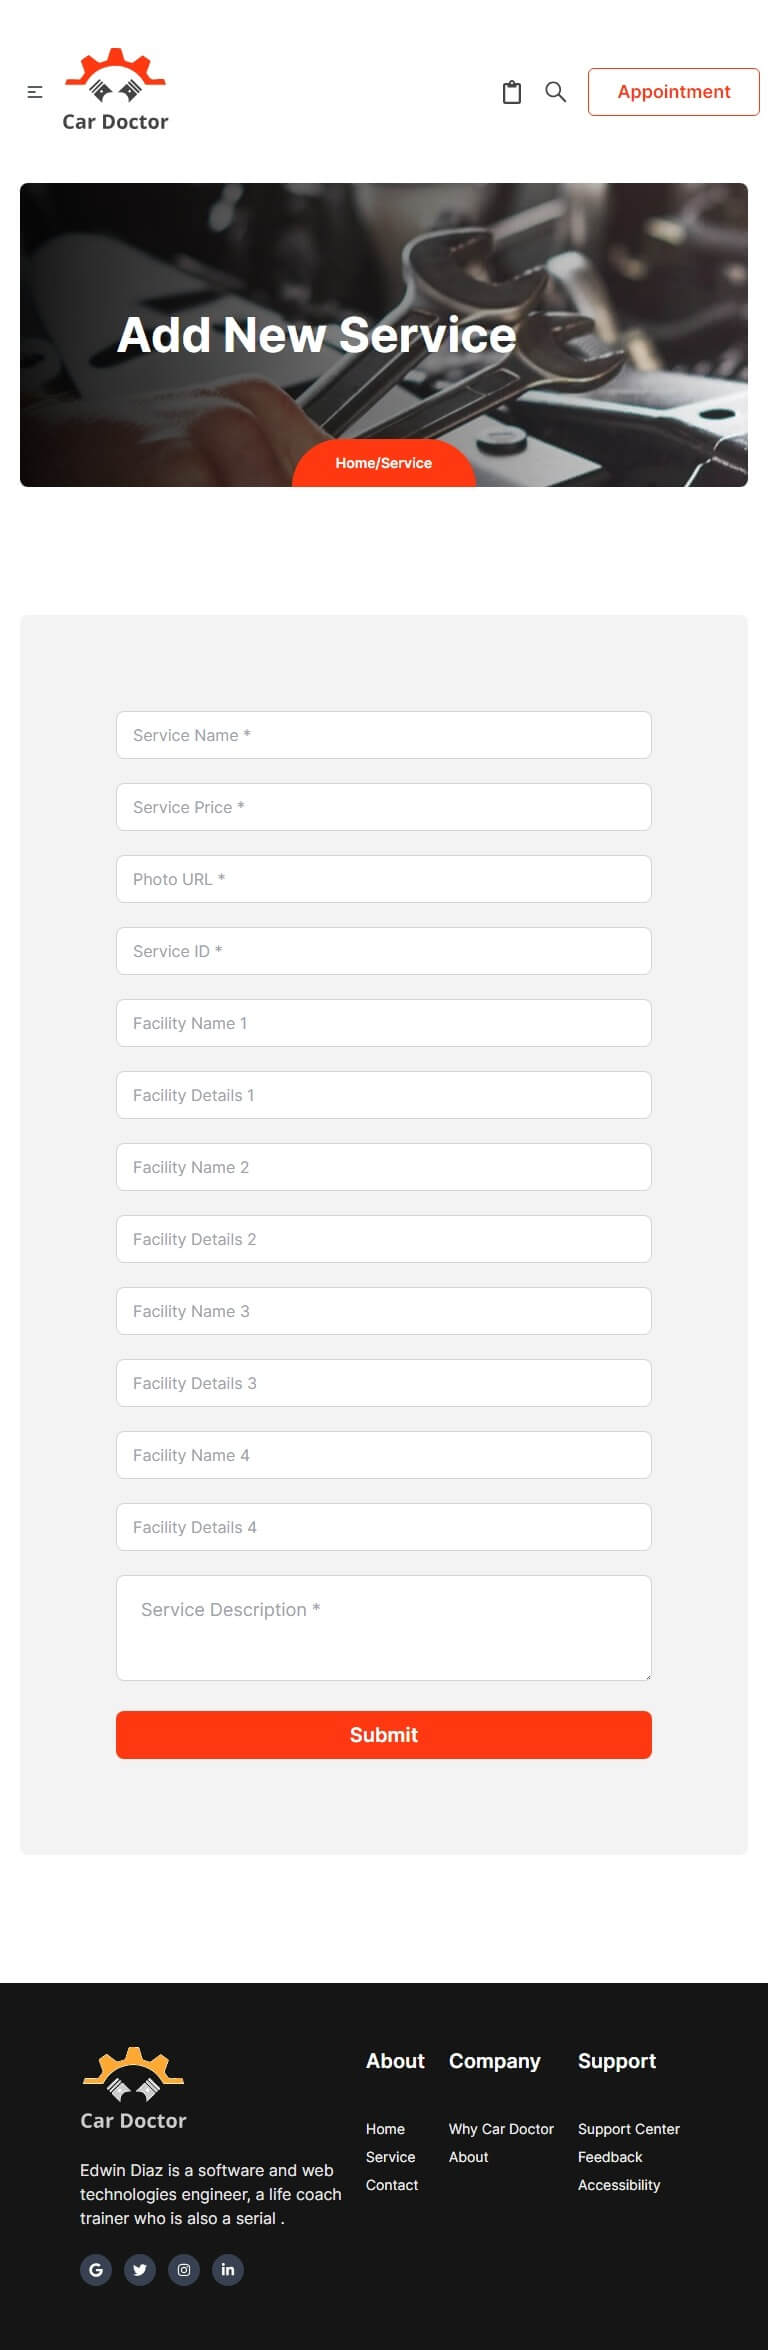 Car Doctor
Appointment
Add New Service
Home/Service
Service Name *
Service Price *
Photo URL *
Service ID *
Facility Name 1
Facility Details 1
Facility Name 2
Facility Details 2
Facility Name 3
Facility Details 3
Facility Name 4
Facility Details 4
Service Description *
Submit
Car Doctor
Edwin Diaz is a software and web
technologies engineer, a life coach
trainer who is also a serial .
About
Home
Service
Contact
Company
Why Car Doctor
About
Support
Support Center
Feedback
Accessibility